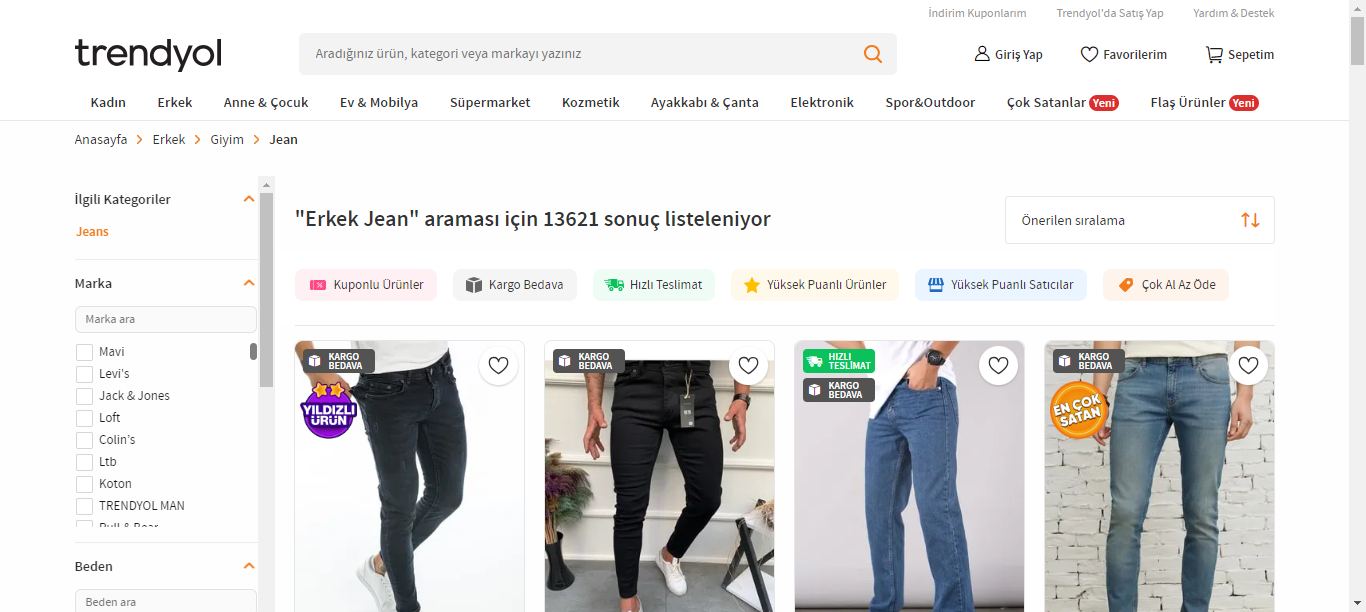 İndirim Kuponlarım Trendyol'da Satış Yap Yardım & Destek
trendyol
Aradığınız ürün, kategori veya markayı yazınız
Giriş Yap Favorilerim Sepetim
Kadın Erkek Anne & Çocuk Ev & Mobilya Süpermarket Kozmetik Ayakkabı & Çanta Elektronik Spor&Outdoor Çok Satanlar Yeni Flaş Ürünler Yeni
Anasayfa > Erkek > Giyim > Jean
İlgili Kategoriler
Jeans
Marka
Marka ara
Mavi
Levi's
Jack & Jones
Loft
Colin's
Ltb
Koton
TRENDYOL MAN
Pull & Bear
Beden
Beden ara
"Erkek Jean" araması için 13621 sonuç listeleniyor
Önerilen sıralama
Kuponlu Ürünler Kargo Bedava Hızlı Teslimat Yüksek Puanlı Ürünler Yüksek Puanlı Satıcılar Çok Al Az Öde
KARGO
BEDAVA
YILDIZLI
ÜRÜN
KARGO
BEDAVA
HIZLI
TESLİMAT
KARGO
BEDAVA
KARGO
BEDAVA
EN ÇOK
SATAN